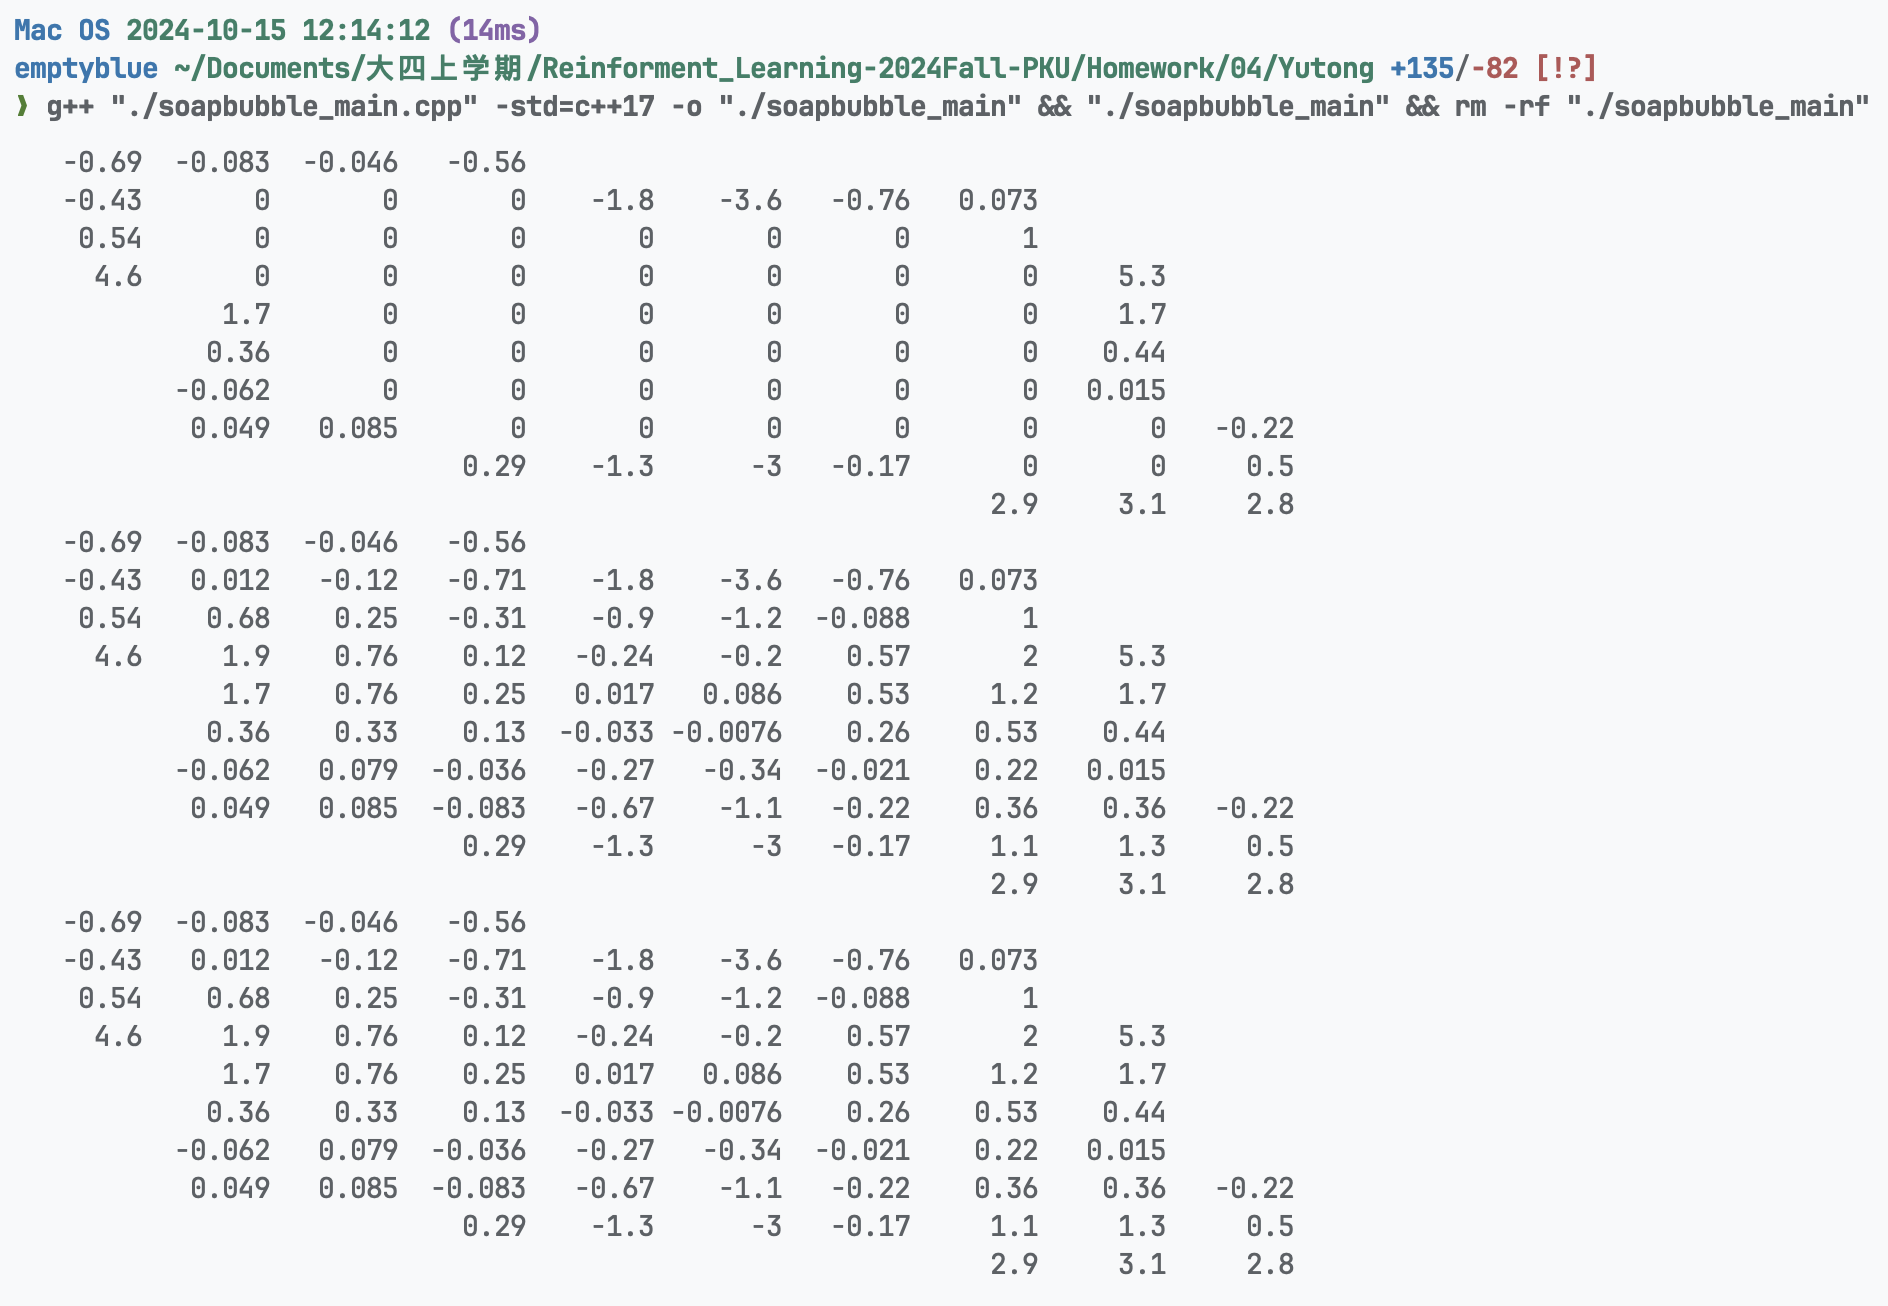 Mac OS 2024-10-15 12:14:12 (14ms)
emptyblue ~/Documents/大四上学期/Reinforment_Learning-2024Fall-PKU/Homework/04/Yutong +135/-82 [!?]
❯ g++ "./soapbubble_main.cpp" -std=c++17 -o "./soapbubble_main" && "./soapbubble_main" && rm -rf "./soapbubble_main"
-0.69 -0.083 -0.046 -0.56
-0.43 0 0 0 -1.8 -3.6 -0.76 0.073
0.54 0 0 0 0 0 0 1
4.6 0 0 0 0 0 0 0 5.3
1.7 0 0 0 0 0 0 1.7
0.36 0 0 0 0 0 0 0.44
-0.062 0 0 0 0 0 0 0.015
0.049 0.085 0 0 0 0 0 0 -0.22
0.29 -1.3 -3 -0.17 0 0 0.5
2.9 3.1 2.8
-0.69 -0.083 -0.046 -0.56
-0.43 0.012 -0.12 -0.71 -1.8 -3.6 -0.76 0.073
0.54 0.68 0.25 -0.31 -0.9 -1.2 -0.088 1
4.6 1.9 0.76 0.12 -0.24 -0.2 0.57 2 5.3
1.7 0.76 0.25 0.017 0.086 0.53 1.2 1.7
0.36 0.33 0.13 -0.033 -0.0076 0.26 0.53 0.44
-0.062 0.079 -0.036 -0.27 -0.34 -0.021 0.22 0.015
0.049 0.085 -0.083 -0.67 -1.1 -0.22 0.36 0.36 -0.22
0.29 -1.3 -3 -0.17 1.1 1.3 0.5
2.9 3.1 2.8
-0.69 -0.083 -0.046 -0.56
-0.43 0.012 -0.12 -0.71 -1.8 -3.6 -0.76 0.073
0.54 0.68 0.25 -0.31 -0.9 -1.2 -0.088 1
4.6 1.9 0.76 0.12 -0.24 -0.2 0.57 2 5.3
1.7 0.76 0.25 0.017 0.086 0.53 1.2 1.7
0.36 0.33 0.13 -0.033 -0.0076 0.26 0.53 0.44
-0.062 0.079 -0.036 -0.27 -0.34 -0.021 0.22 0.015
0.049 0.085 -0.083 -0.67 -1.1 -0.22 0.36 0.36 -0.22
0.29 -1.3 -3 -0.17 1.1 1.3 0.5
2.9 3.1 2.8